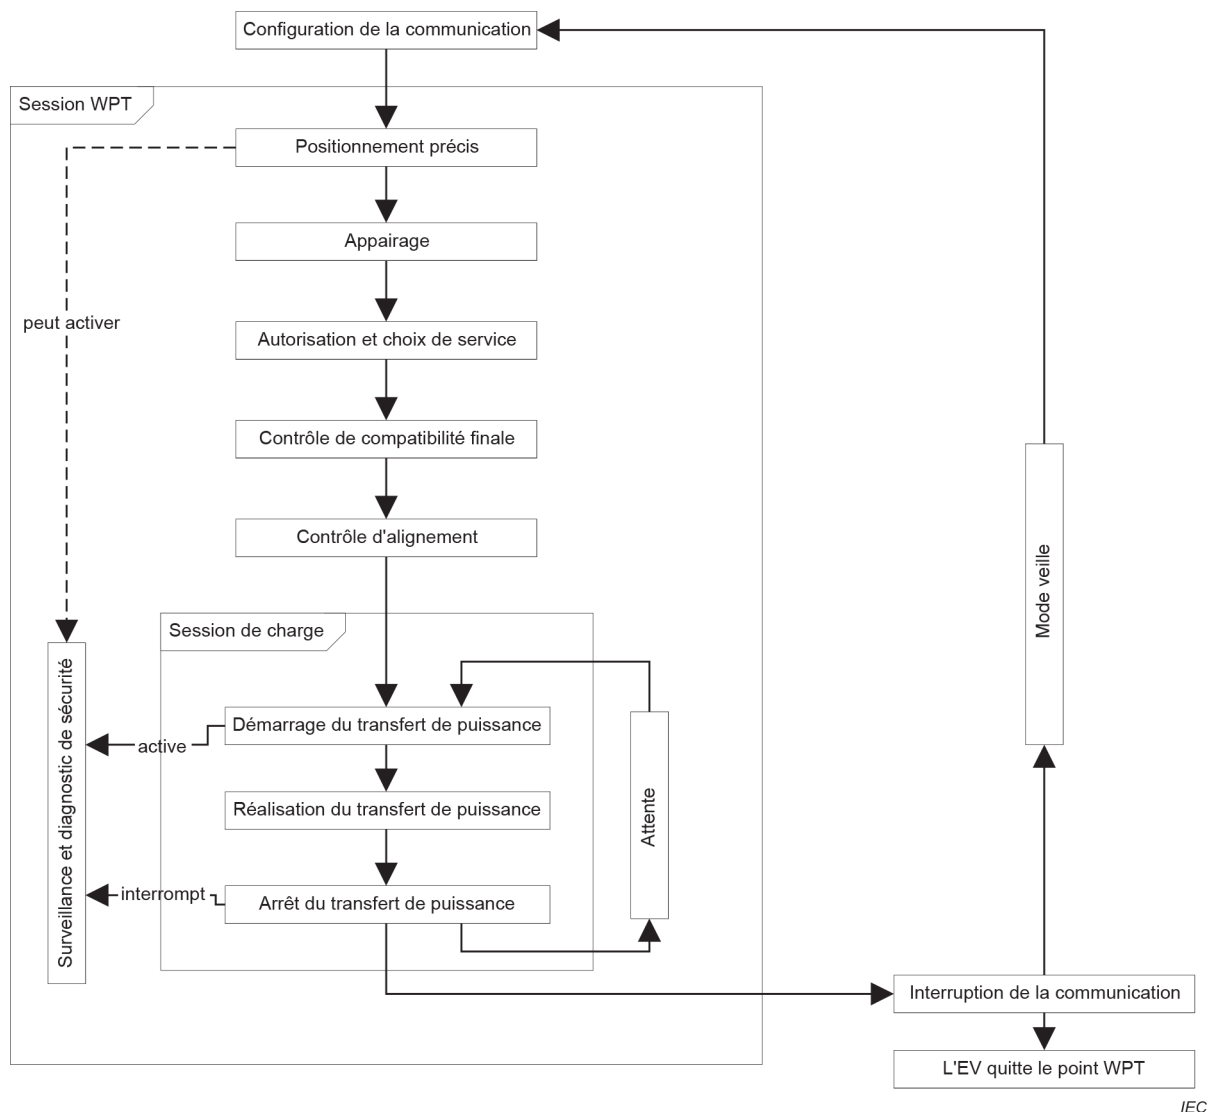 Configuration de la communication
Session WPT
Positionnement précis
Appairage
peut activer
Autorisation et choix de service
Contrôle de compatibilité finale
Contrôle d'alignement
Mode veille
Session de charge
Surveillance et diagnostic de sécurité
Démarrage du transfert de puissance
active
Réalisation du transfert de puissance
Attente
interrompt
Arrêt du transfert de puissance
Interruption de la communication
L'EV quitte le point WPT
IEC